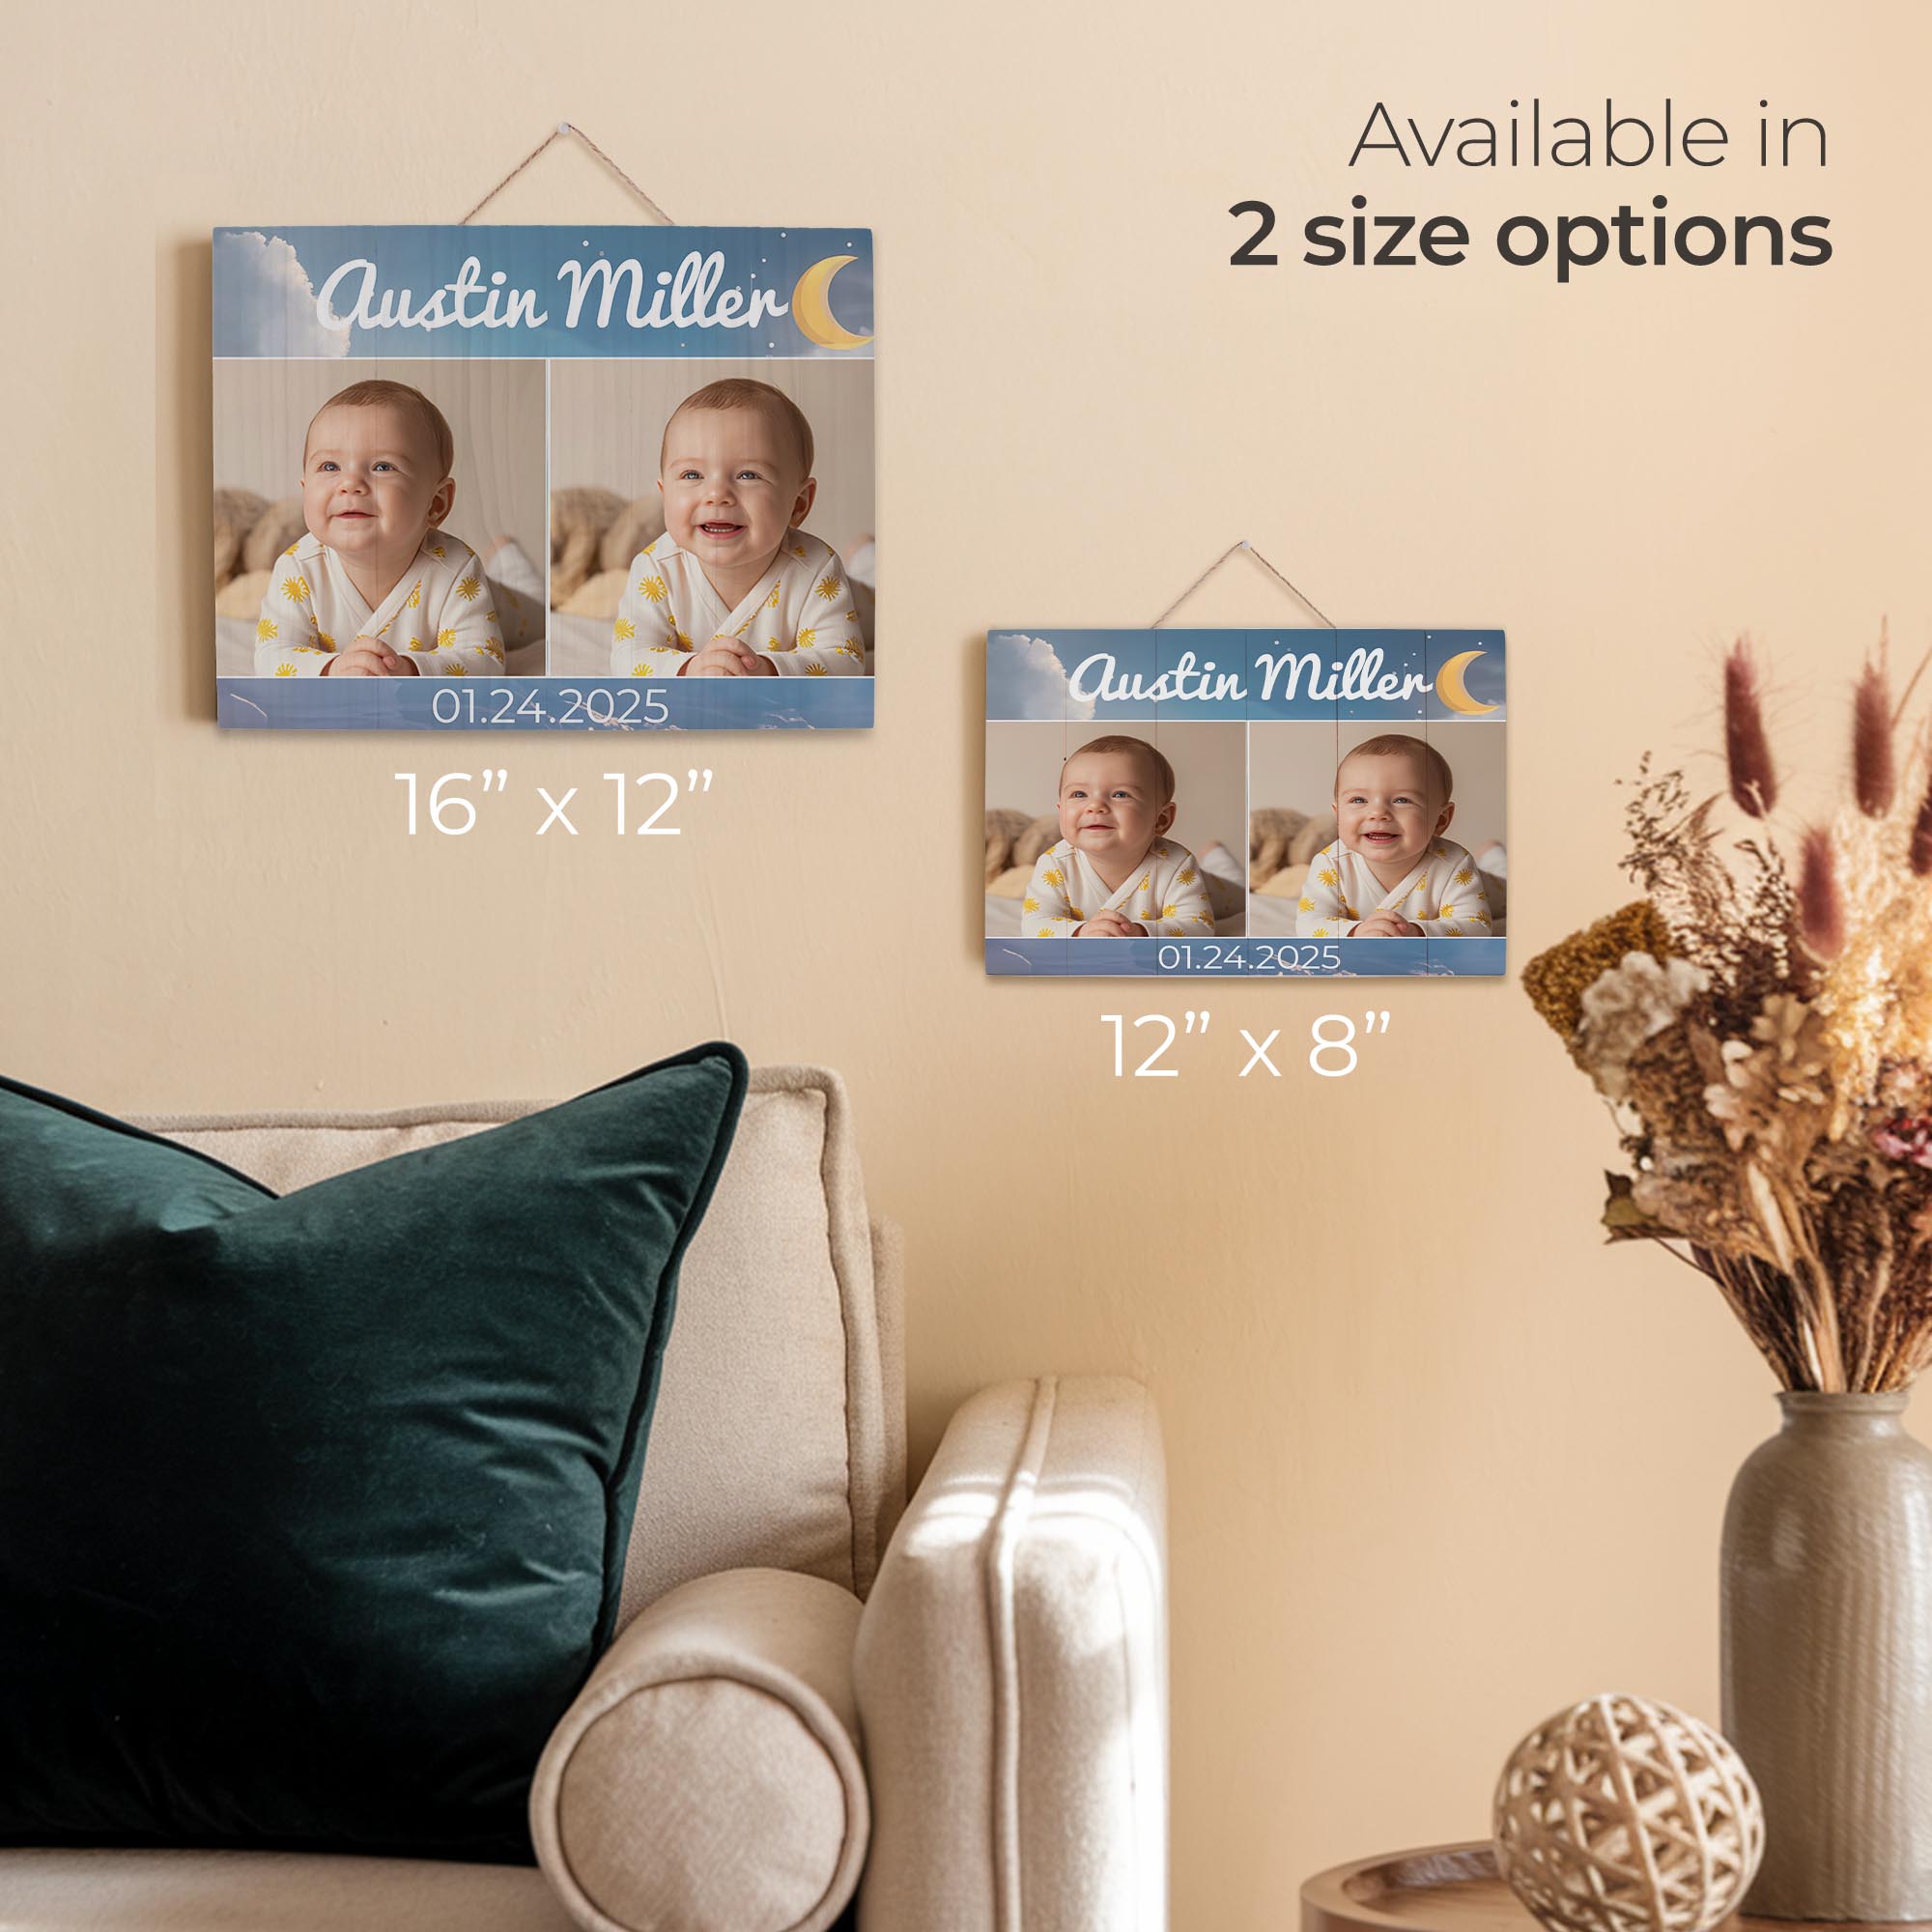 Available in
2 size options
Austin Miller
01.24.2025
16” x 12”
Austin Miller
01.24.2025
12” x 8”